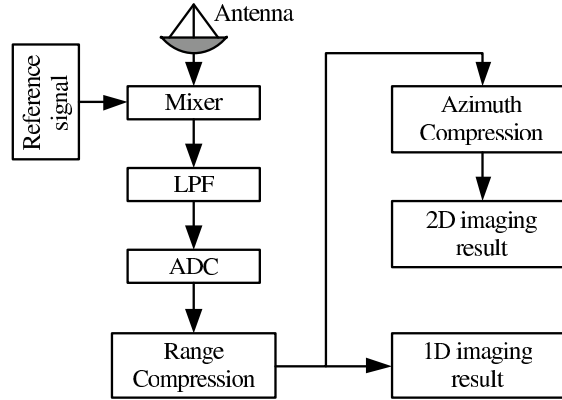 Antenna
Reference
signal
Mixer
LPF
ADC
Range
Compression
Azimuth
Compression
2D imaging
result
1D imaging
result